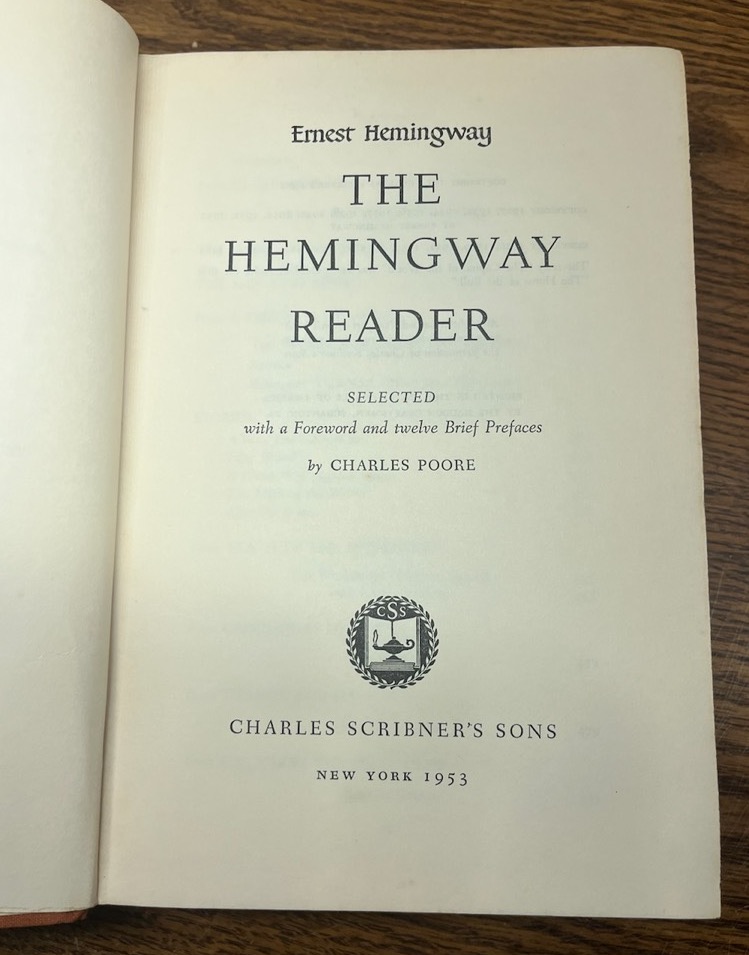 Ernest Hemingway
THE
HEMINGWAY
READER
SELECTED
with a Foreword and twelve Brief Prefaces
by CHARLES POORE
CSS
CHARLES SCRIBNER'S SONS
NEW YORK 1953